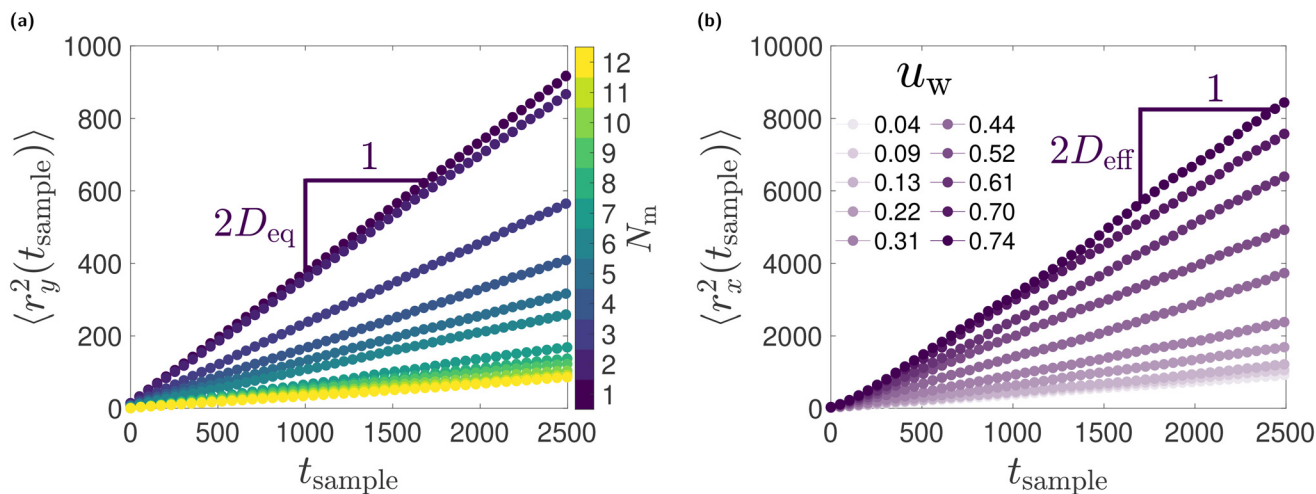 (a)
1000
800
600
400
200
0
⟨r_y^2(t_sample)⟩
1
2D_eq
0 500 1000 1500 2000 2500
t_sample
12
11
10
9
8
7
6
5
4
3
2
1
N_m
(b)
10000
8000
6000
4000
2000
0
⟨r_x^2(t_sample)⟩
u_w
0.04 0.44
0.09 0.52
0.13 0.61
0.22 0.70
0.31 0.74
1
2D_eff
0 500 1000 1500 2000 2500
t_sample